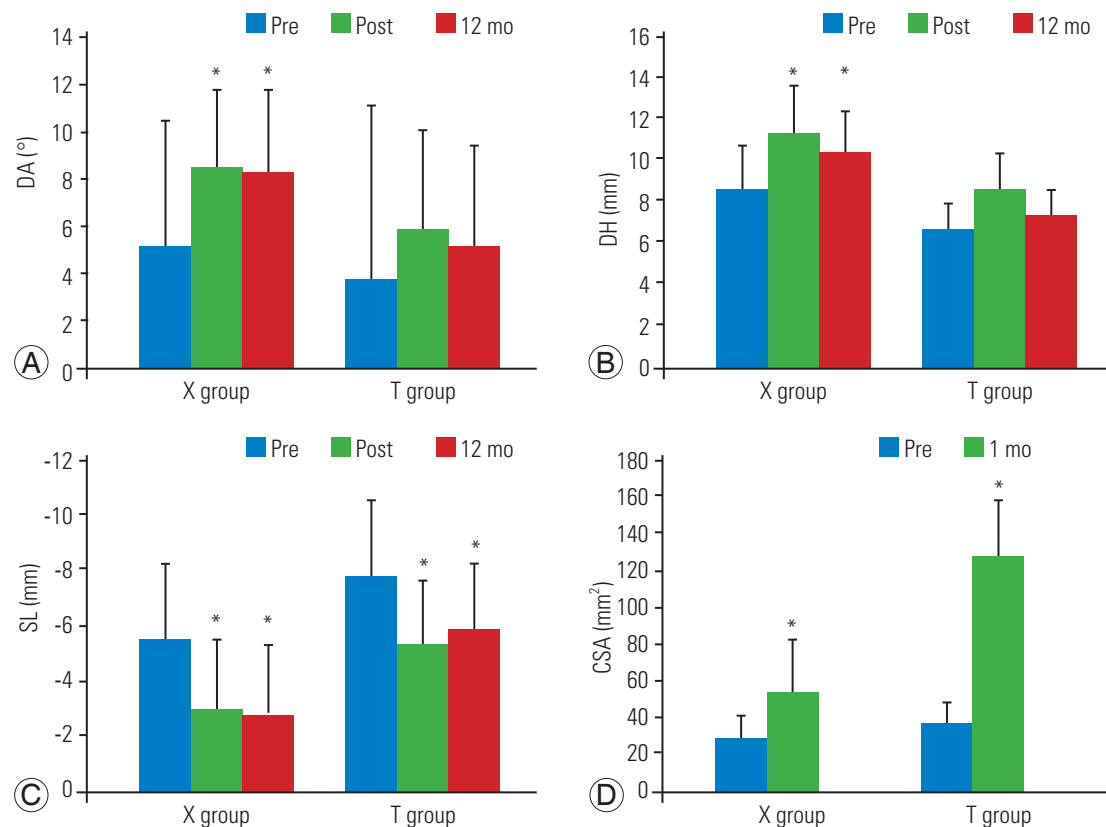 Pre Post 12 mo
14
12
10
8
6
4
2
0
DA (°)
* *
X group T group
A
Pre Post 12 mo
16
14
12
10
8
6
4
2
0
DH (mm)
* *
X group T group
B
Pre Post 12 mo
-12
-10
-8
-6
-4
-2
0
SL (mm)
* * * *
X group T group
C
Pre 1 mo
180
160
140
120
100
80
60
40
20
0
CSA (mm²)
* *
X group T group
D